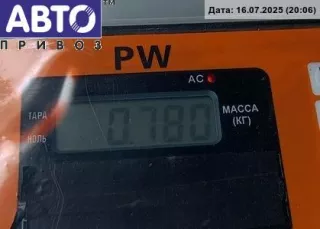 АВТО
ПРИВОЗ
Дата: 16.07.2025 (20:06)
PW
AC
ТАРА
НОЛЬ
0.780
МАССА
(КГ)